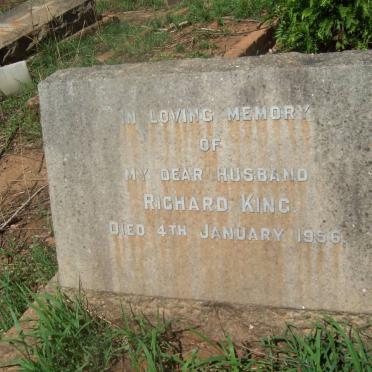 IN LOVING MEMORY
OF
MY DEAR HUSBAND
RICHARD KING.
DIED 4TH JANUARY 1956.